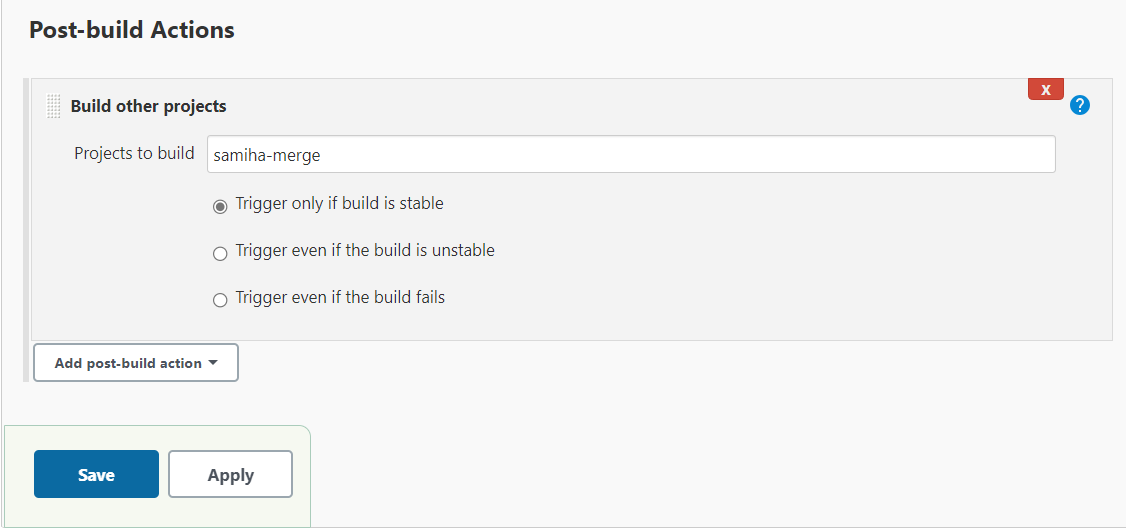 Post-build Actions
X
Build other projects
?
Projects to build samiha-merge
Trigger only if build is stable
Trigger even if the build is unstable
Trigger even if the build fails
Add post-build action
Save Apply